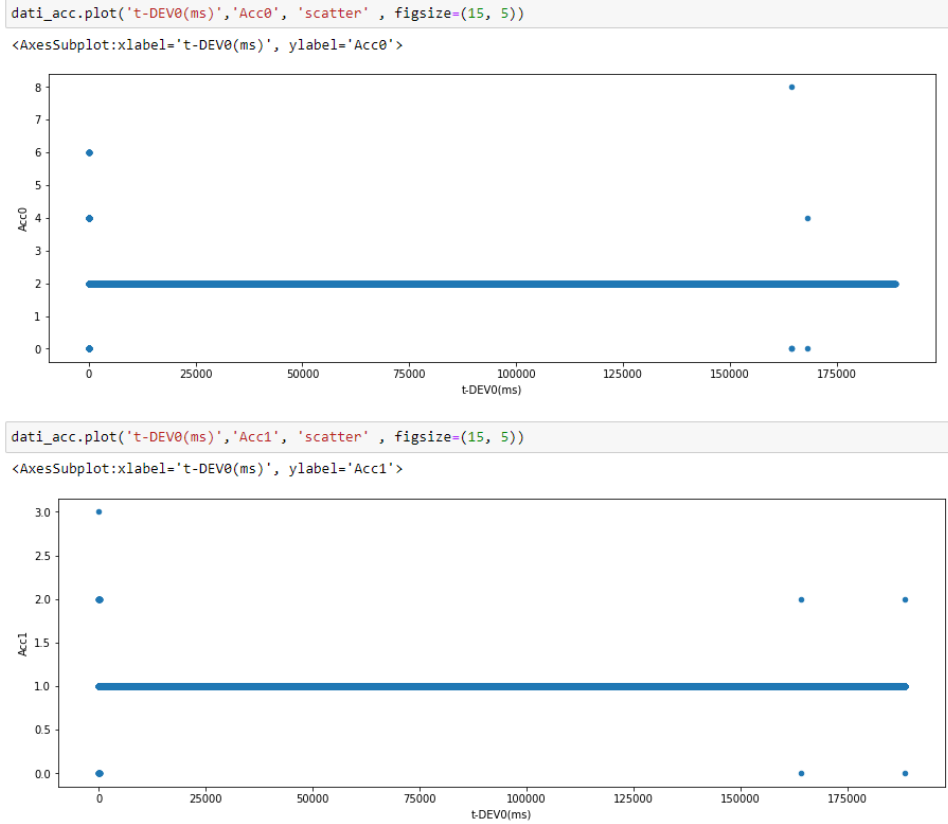 dati_acc.plot('t-DEV0(ms)','Acc0', 'scatter' , figsize=(15, 5))
<AxesSubplot:xlabel='t-DEV0(ms)', ylabel='Acc0'>
8
7
6
5
4
3
2
1
0
Acc0
0 25000 50000 75000 100000 125000 150000 175000
t-DEV0(ms)
dati_acc.plot('t-DEV0(ms)','Acc1', 'scatter' , figsize=(15, 5))
<AxesSubplot:xlabel='t-DEV0(ms)', ylabel='Acc1'>
3.0
2.5
2.0
1.5
1.0
0.5
0.0
Acc1
0 25000 50000 75000 100000 125000 150000 175000
t-DEV0(ms)